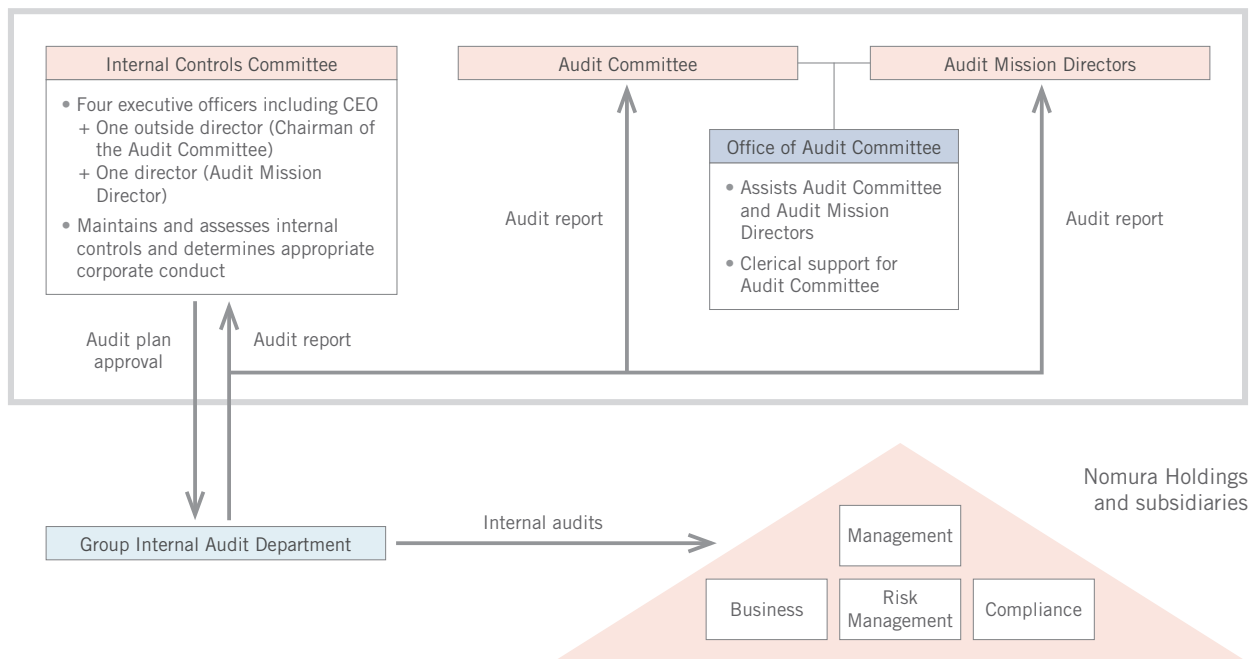 Internal Controls Committee
• Four executive officers including CEO
+ One outside director (Chairman of
the Audit Committee)
+ One director (Audit Mission
Director)
• Maintains and assesses internal
controls and determines appropriate
corporate conduct
Audit Committee
Audit Mission Directors
Office of Audit Committee
• Assists Audit Committee
and Audit Mission
Directors
• Clerical support for
Audit Committee
Audit report
Audit report
Audit plan
approval
Audit report
Group Internal Audit Department
Internal audits
Nomura Holdings
and subsidiaries
Management
Business
Risk
Management
Compliance